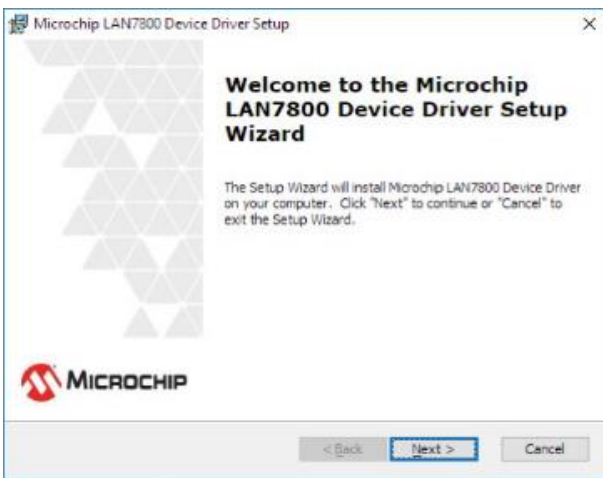 Microchip LAN7800 Device Driver Setup
Welcome to the Microchip
LAN7800 Device Driver Setup
Wizard
The Setup Wizard will install Microchip LAN7800 Device Driver
on your computer. Click "Next" to continue or "Cancel" to
exit the Setup Wizard.
MICROCHIP
< Back Next > Cancel